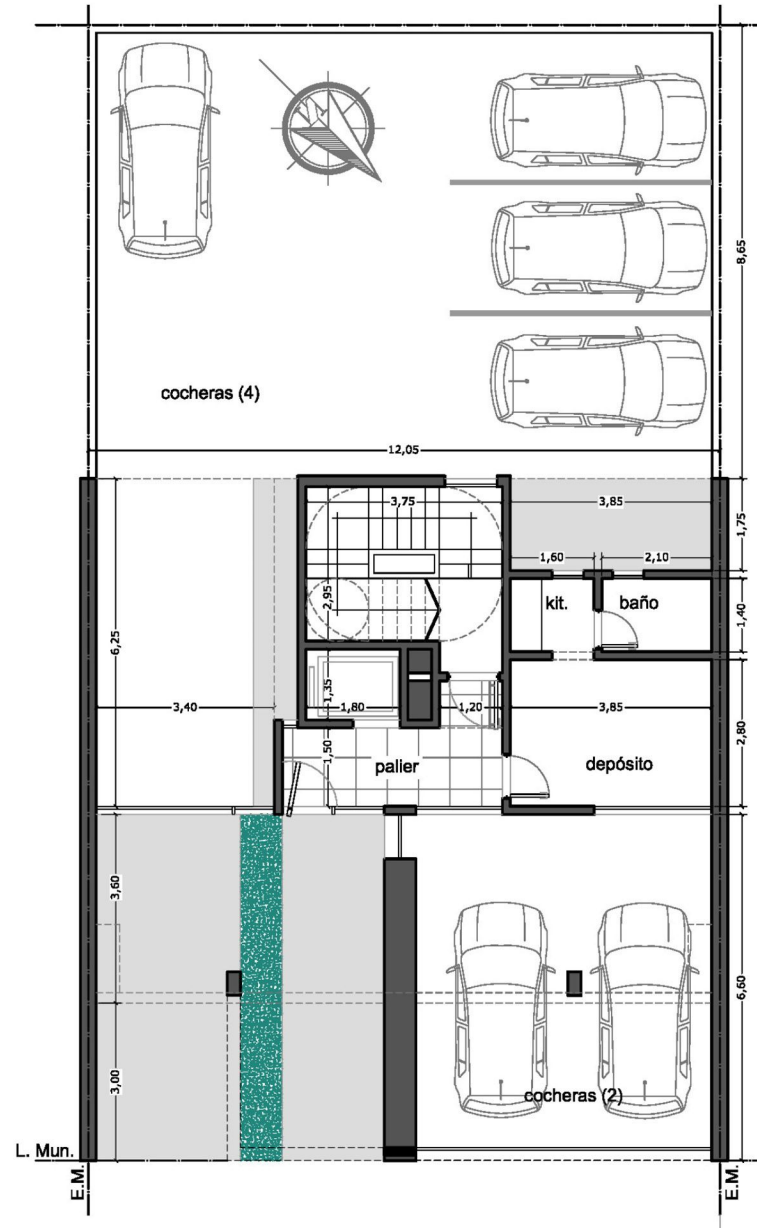 N
8,65
cocheras (4)
12,05
3,75
3,85
1,75
1,60
2,10
2,95
kit.
baño
1,40
6,25
1,35
3,40
1,80
1,20
3,85
2,80
1,50
palier
depósito
3,60
6,60
3,00
cocheras (2)
L. Mun.
E.M.
E.M.